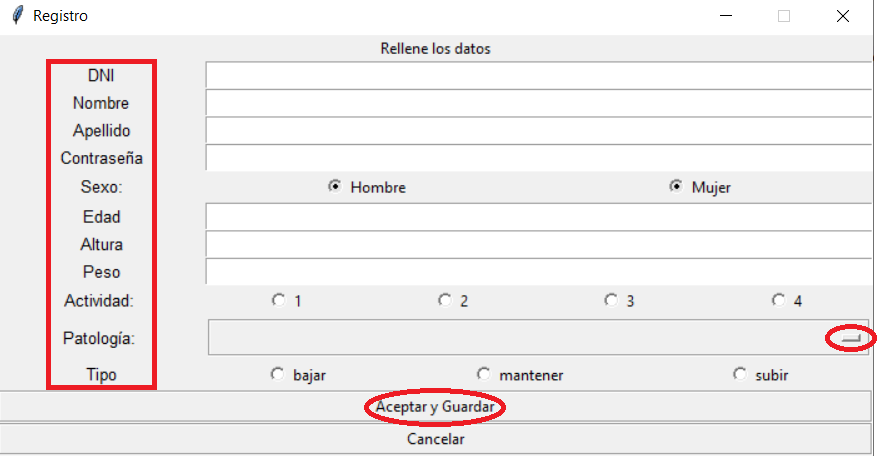 Registro
Rellene los datos
DNI
Nombre
Apellido
Contraseña
Sexo: Hombre Mujer
Edad
Altura
Peso
Actividad: 1 2 3 4
Patología:
Tipo bajar mantener subir
Aceptar y Guardar
Cancelar